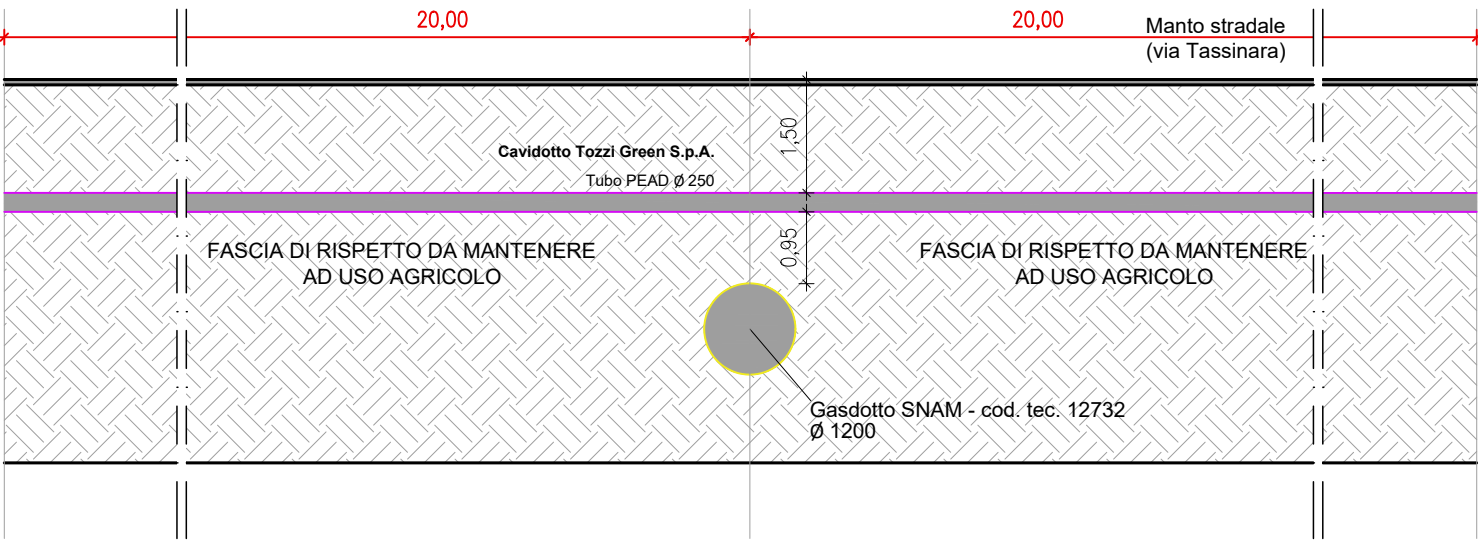 20,00
20,00
Manto stradale
(via Tassinara)
1,50
Cavidotto Tozzi Green S.p.A.
Tubo PEAD Ø 250
0,95
FASCIA DI RISPETTO DA MANTENERE
AD USO AGRICOLO
FASCIA DI RISPETTO DA MANTENERE
AD USO AGRICOLO
Gasdotto SNAM - cod. tec. 12732
Ø 1200